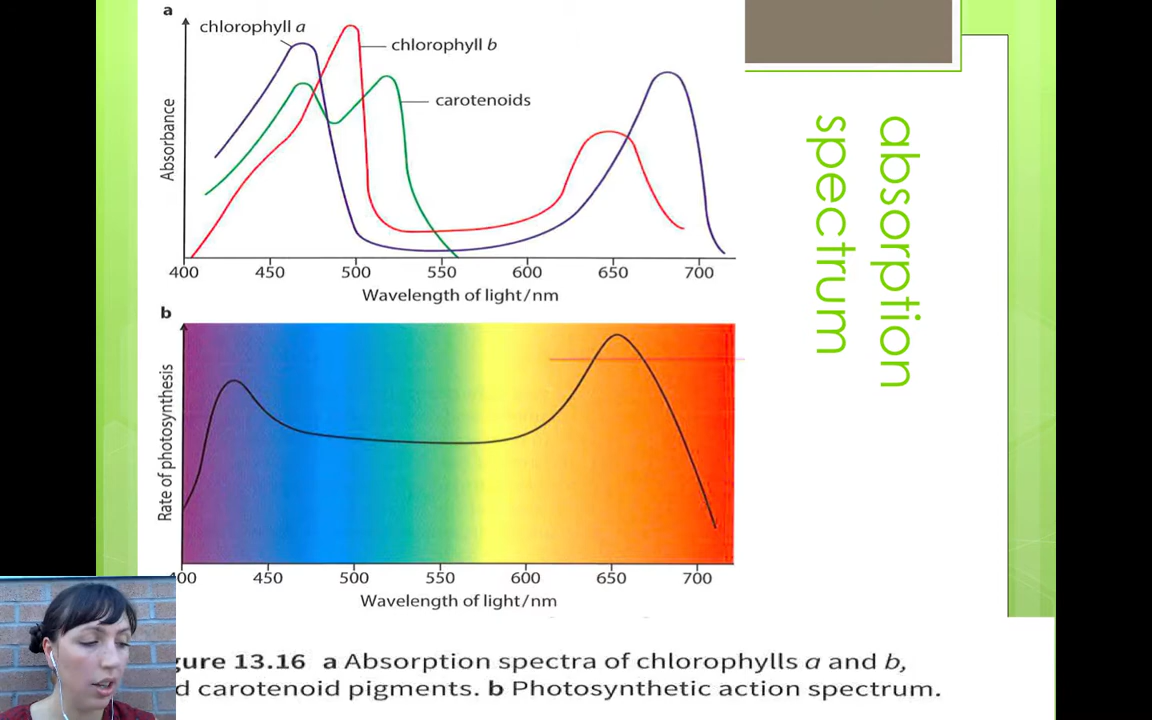 a
chlorophyll a
chlorophyll b
carotenoids
Absorbance
400 450 500 550 600 650 700
Wavelength of light/nm
b
Rate of photosynthesis
400 450 500 550 600 650 700
Wavelength of light/nm
absorption
spectrum
gure 13.16 a Absorption spectra of chlorophylls a and b,
d carotenoid pigments. b Photosynthetic action spectrum.